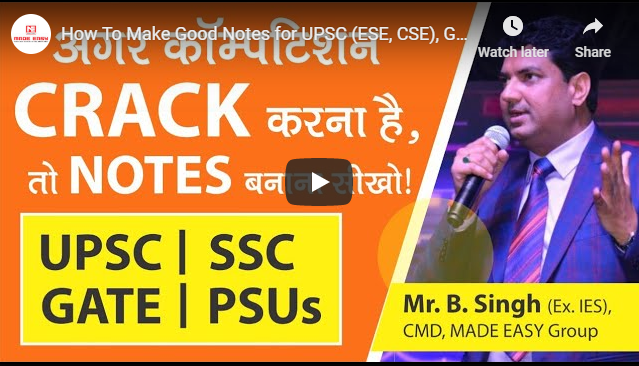 MADE EASY
How To Make Good Notes for UPSC (ESE, CSE), G...
Watch later
Share
अगर कॉम्पटिशन
CRACK करना है,
तो NOTES बनाना सीखो!
UPSC | SSC
GATE | PSUs
Mr. B. Singh (Ex. IES),
CMD, MADE EASY Group